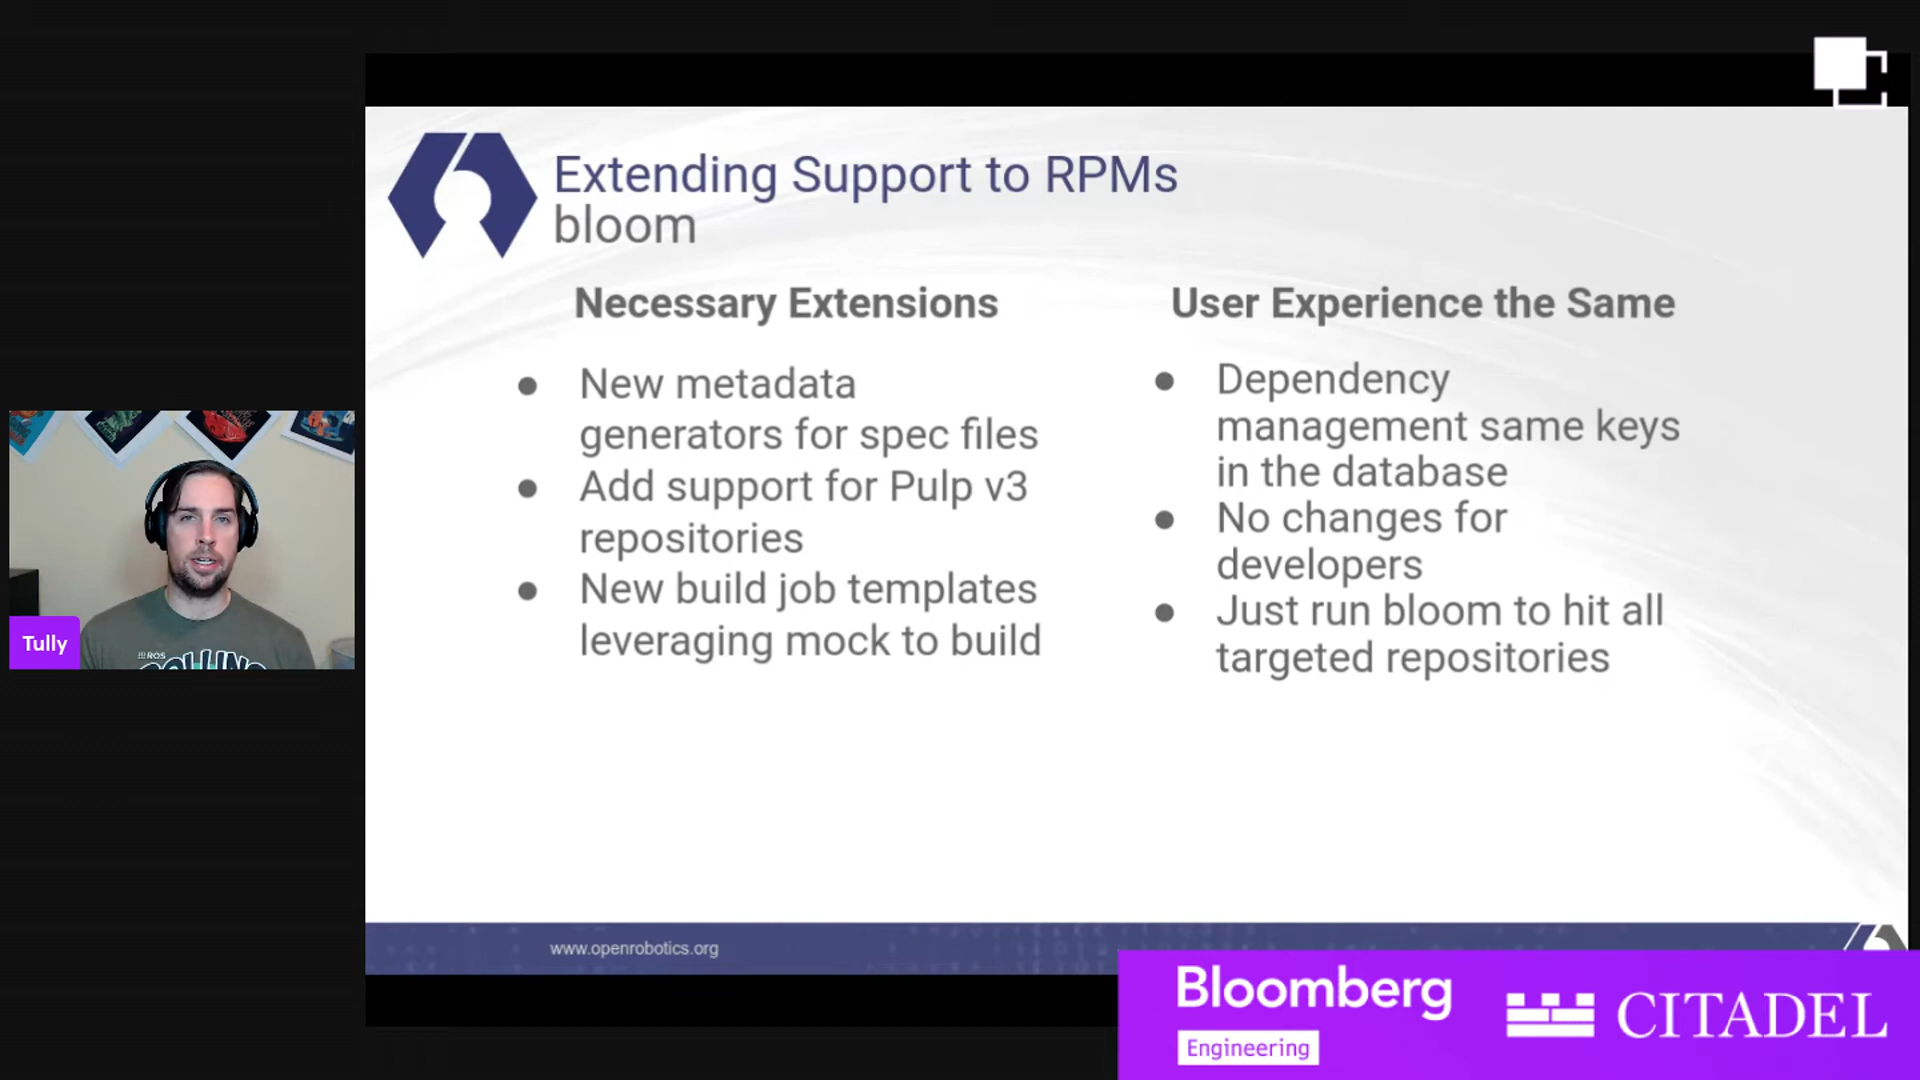 Extending Support to RPMs
bloom
Necessary Extensions
● New metadata
generators for spec files
● Add support for Pulp v3
repositories
● New build job templates
leveraging mock to build
User Experience the Same
● Dependency
management same keys
in the database
● No changes for
developers
● Just run bloom to hit all
targeted repositories
Tully
ROS
www.openrobotics.org
Bloomberg
Engineering
CITADEL